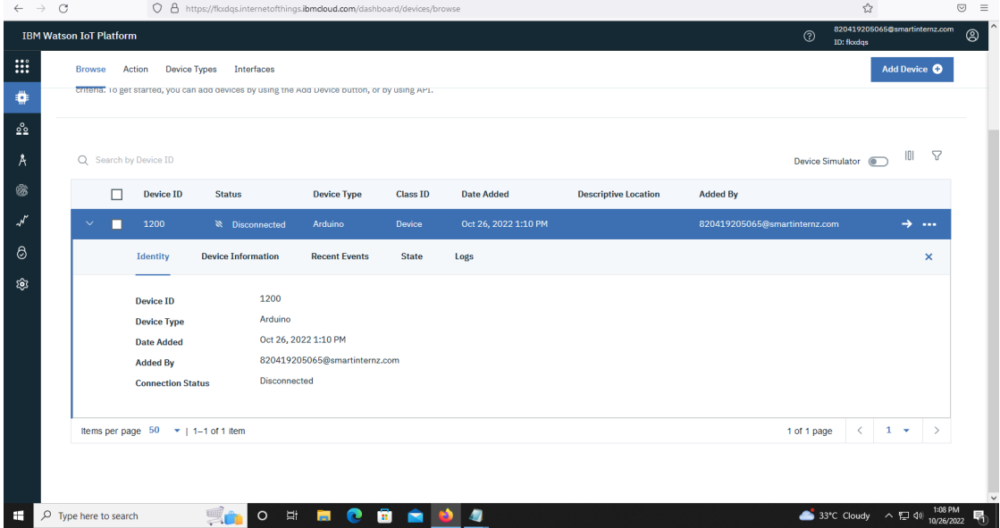 https://fkxdqs.internetofthings.ibmcloud.com/dashboard/devices/browse
IBM Watson IoT Platform
820419205065@smartinternz.com
ID: fkxdqs
Browse Action Device Types Interfaces
Add Device
criteria. To get started, you can add devices by using the Add Device button, or by using API.
Search by Device ID
Device Simulator
Device ID Status Device Type Class ID Date Added Descriptive Location Added By
1200 Disconnected Arduino Device Oct 26, 2022 1:10 PM 820419205065@smartinternz.com
Identity Device Information Recent Events State Logs
Device ID 1200
Device Type Arduino
Date Added Oct 26, 2022 1:10 PM
Added By 820419205065@smartinternz.com
Connection Status Disconnected
Items per page 50 | 1–1 of 1 item 1 of 1 page 1
Type here to search
33°C Cloudy
1:08 PM
10/26/2022
1